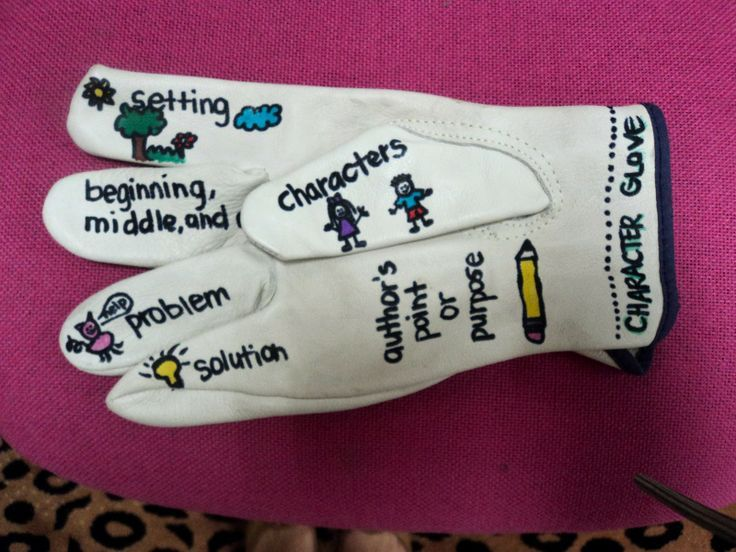 setting
beginning,
middle, and
characters
help
problem
solution
author's
point
or
purpose
CHARACTER GLOVE